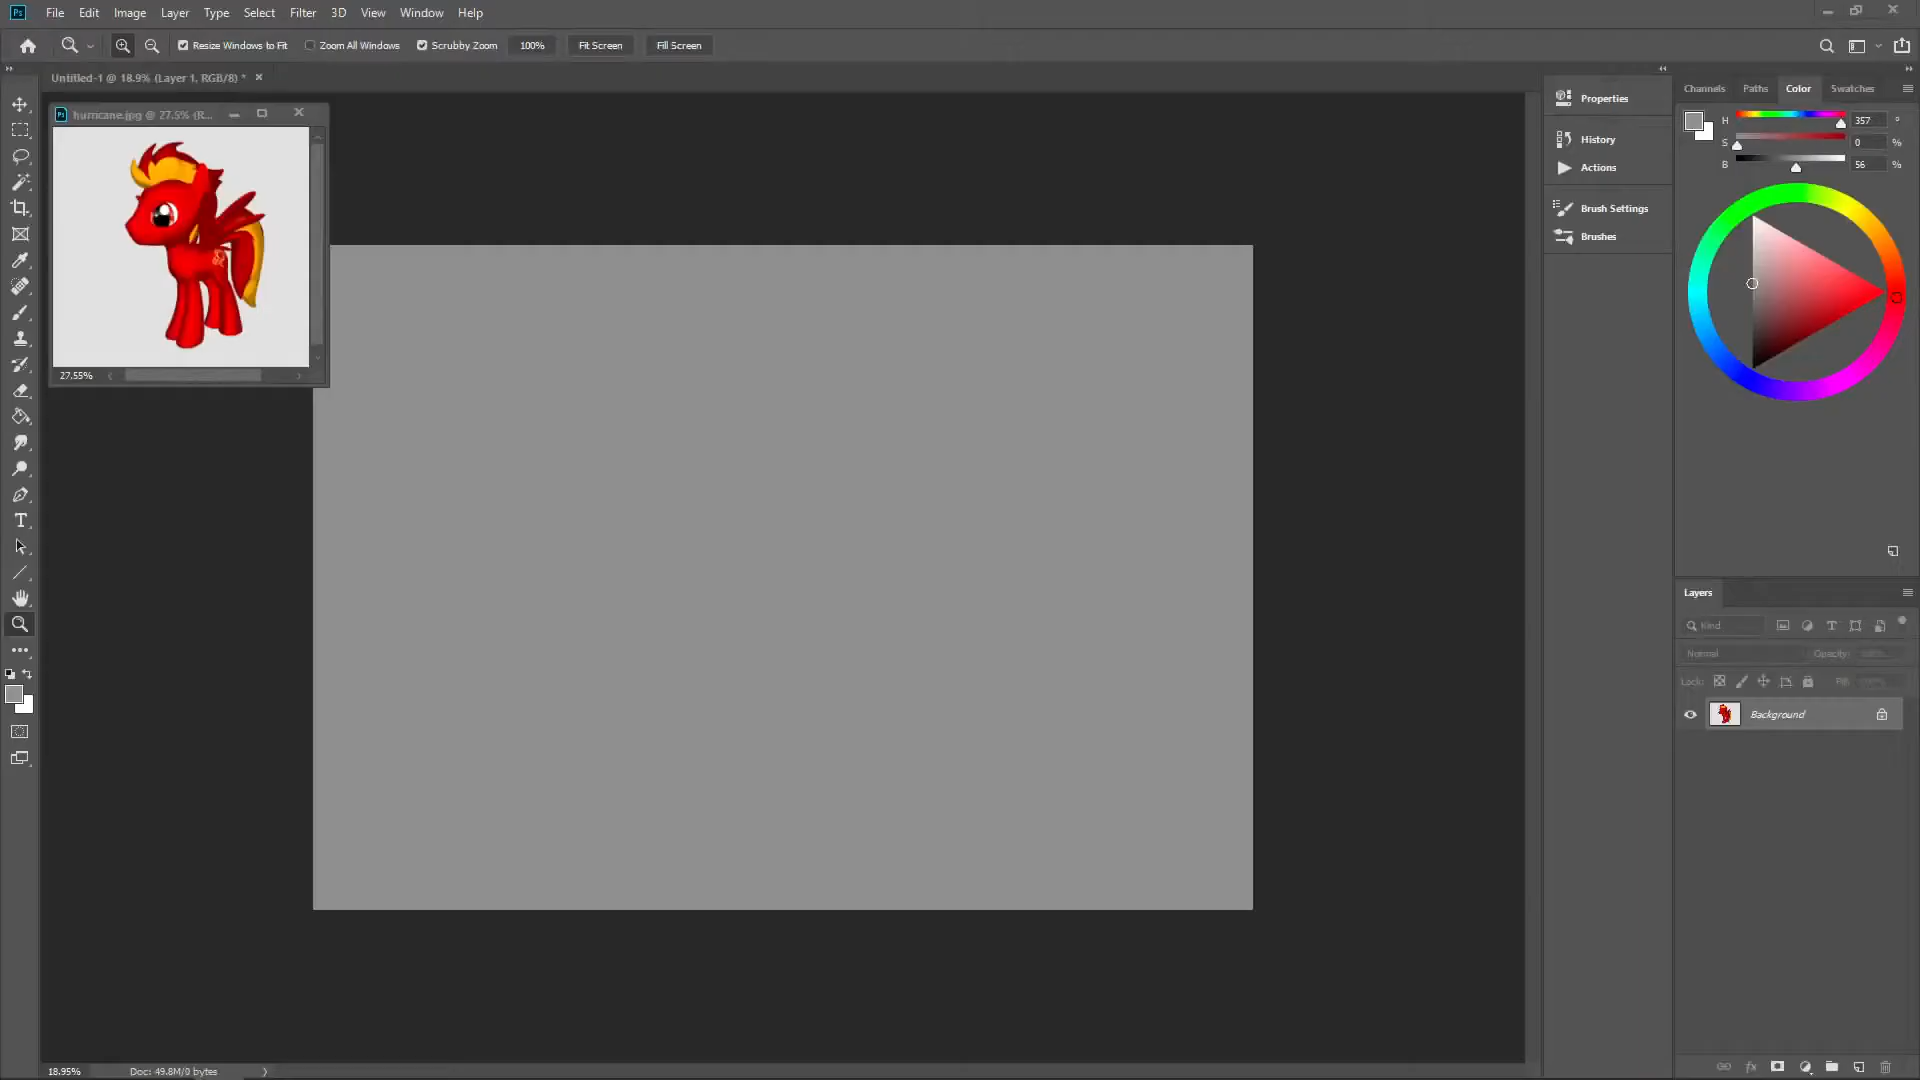 Ps File Edit Image Layer Type Select Filter 3D View Window Help
Resize Windows to Fit Zoom All Windows Scrubby Zoom 100% Fit Screen Fill Screen
Untitled-1 @ 18.9% (Layer 1, RGB/8) *
Channels Paths Color Swatches
Properties
hurricane.jpg @ 27.5% (R...
H 357 °
History
S 0 %
Actions
B 56 %
Brush Settings
Brushes
27.55%
Layers
Kind
Normal Opacity:
Lock: Fill:
Background
18.95% Doc: 49.8M/0 bytes